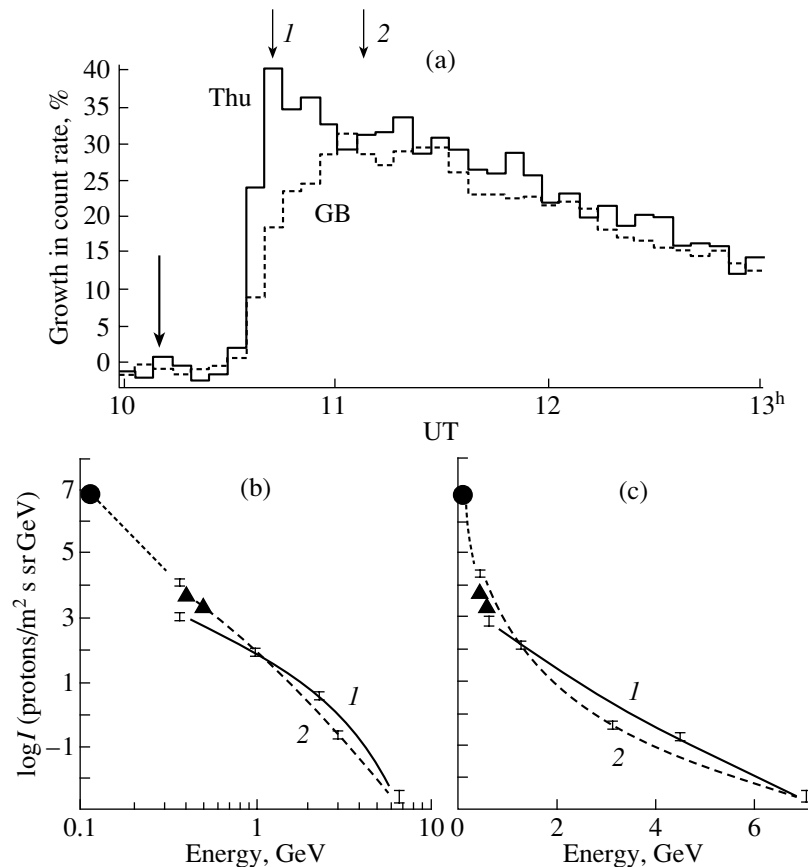 1
2
(a)
Growth in count rate, %
40
35
30
25
20
15
10
5
0
Thu
GB
10
11
12
13ʰ
UT
(b)
(c)
log I (protons/m² s sr GeV)
7
5
3
1
−1
1
2
1
2
0.1
1
10
0
2
4
6
Energy, GeV
Energy, GeV